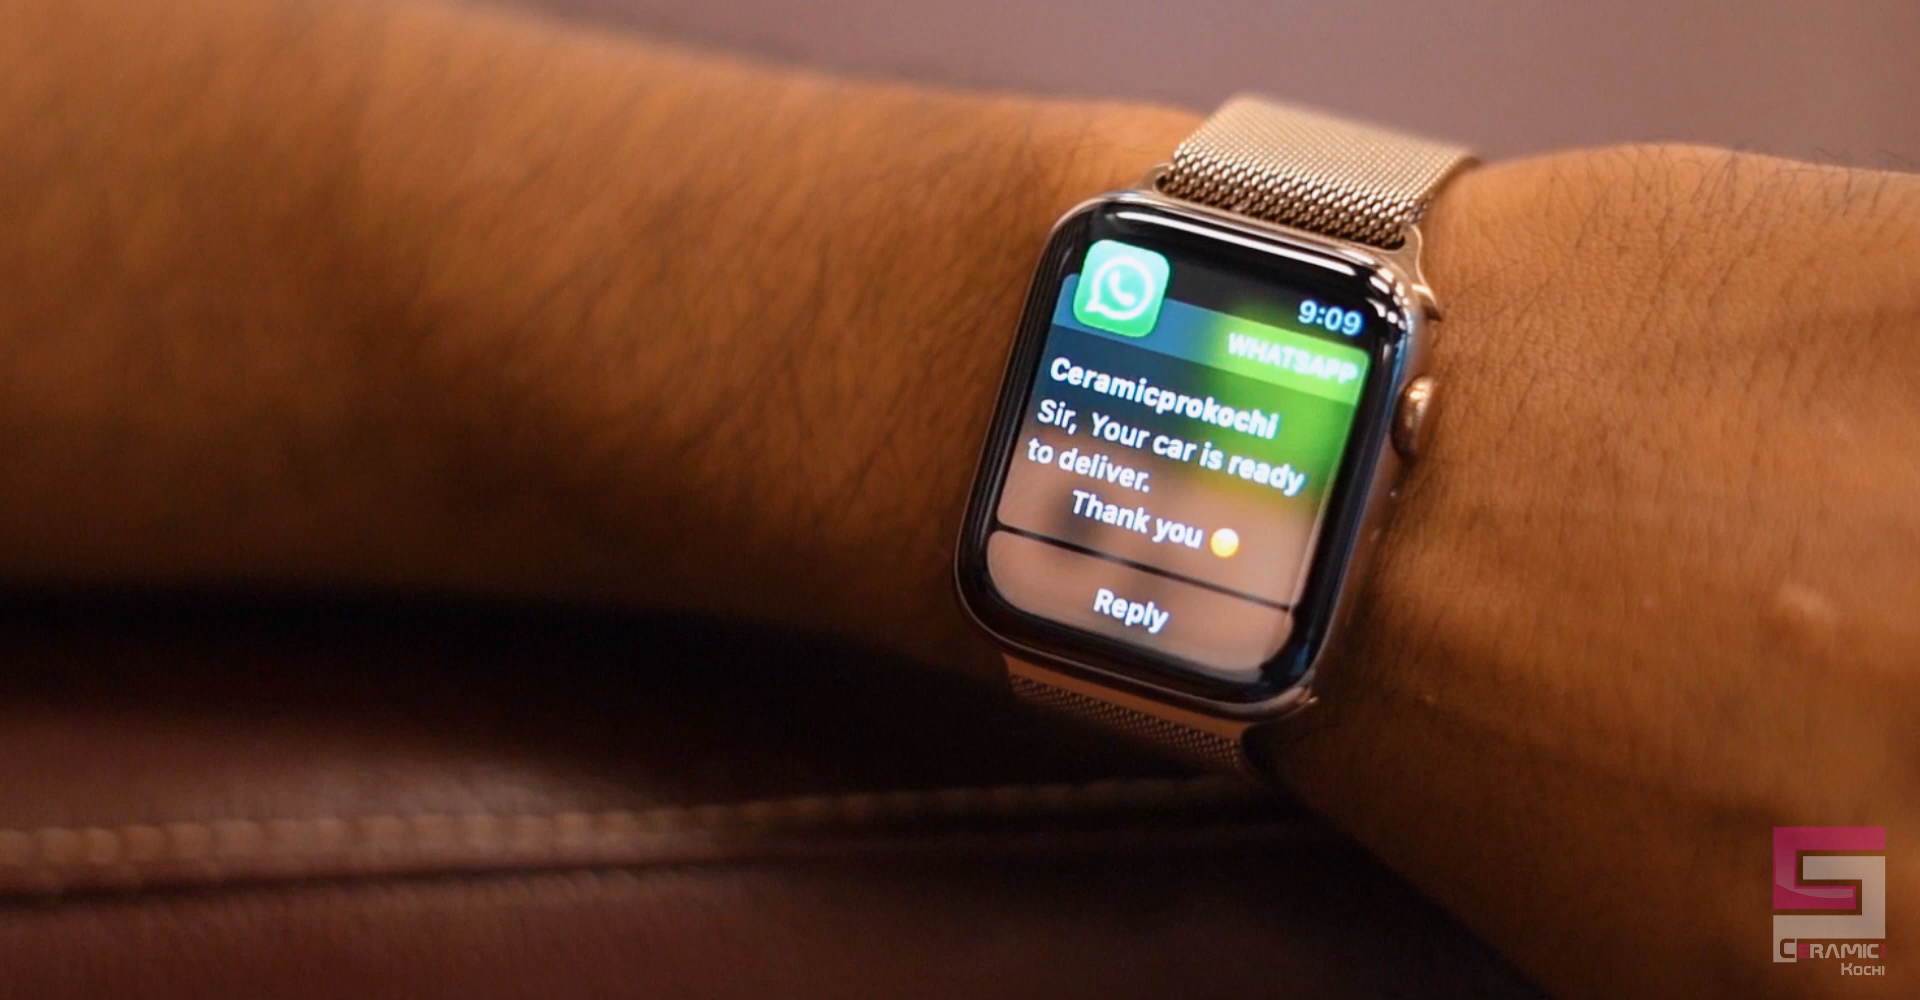 9:09
WHATSAPP
Ceramicprokochi
Sir, Your car is ready
to deliver.
Thank you 😊
Reply
CERAMIC
KOCHI